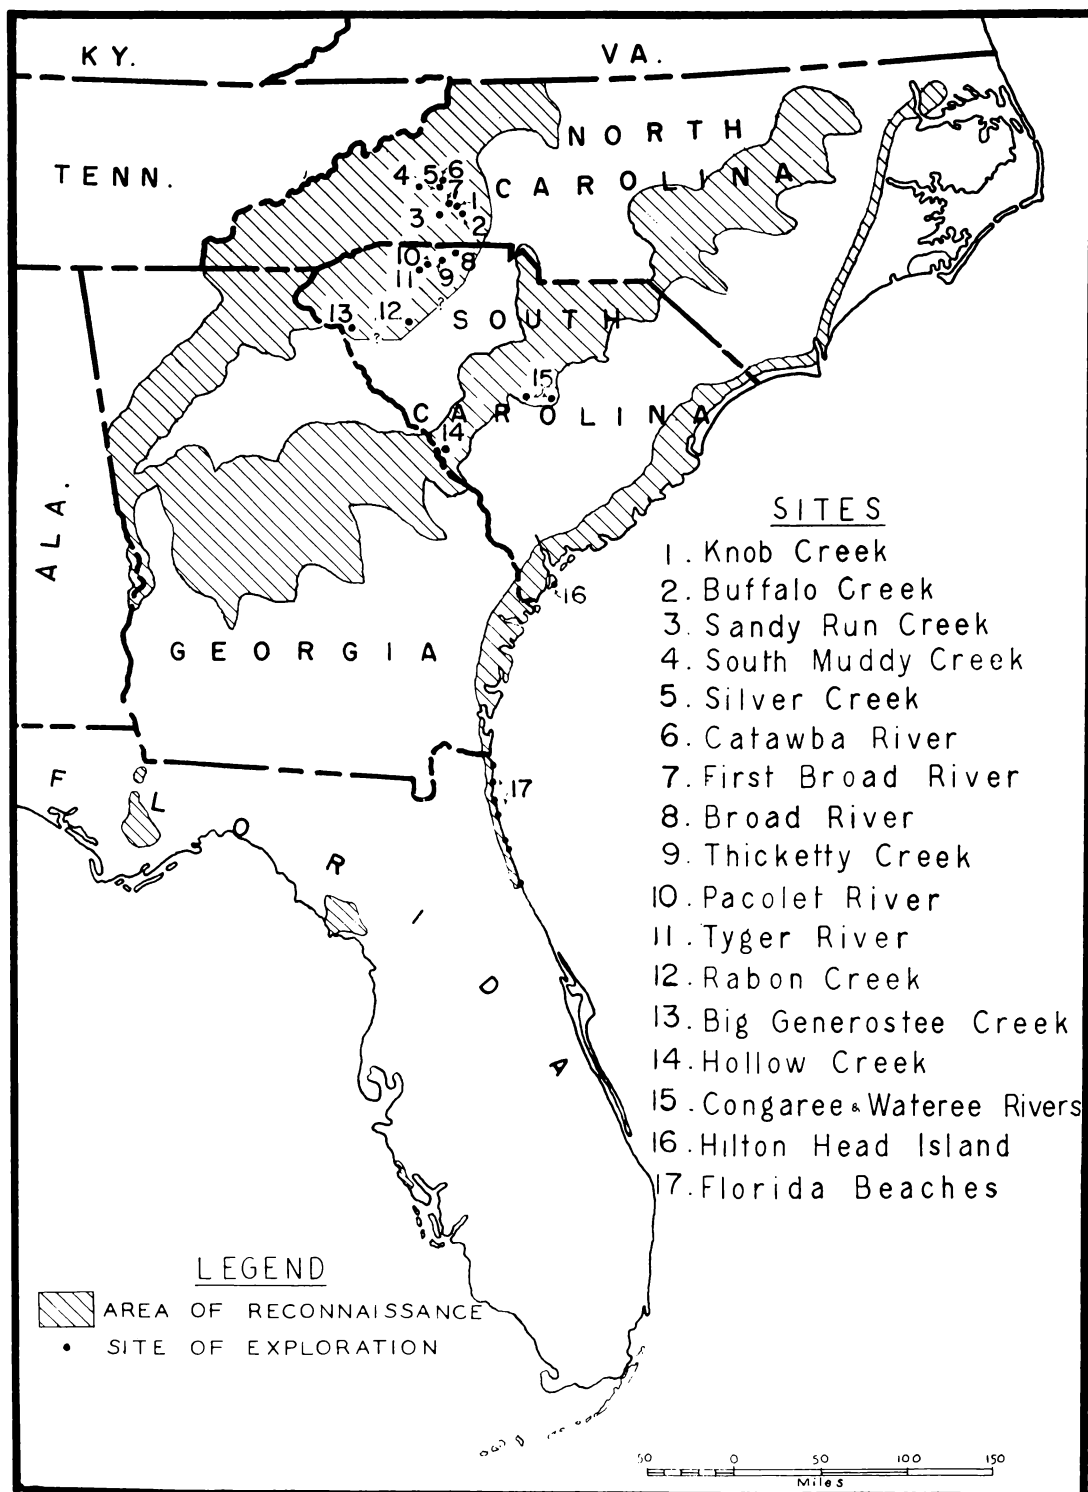 KY.
VA.
NORTH
CAROLINA
TENN.
4 5 6
7
1
3
2
10
8
11 9
13 12 ?
SOUTH
?
15
CAROLINA
14
ALA.
16
GEORGIA
17
FLORIDA
SITES
1. Knob Creek
2. Buffalo Creek
3. Sandy Run Creek
4. South Muddy Creek
5. Silver Creek
6. Catawba River
7. First Broad River
8. Broad River
9. Thicketty Creek
10. Pacolet River
11. Tyger River
12. Rabon Creek
13. Big Generostee Creek
14. Hollow Creek
15. Congaree & Wateree Rivers
16. Hilton Head Island
17. Florida Beaches
LEGEND
AREA OF RECONNAISSANCE
SITE OF EXPLORATION
50 0 50 100 150
Miles